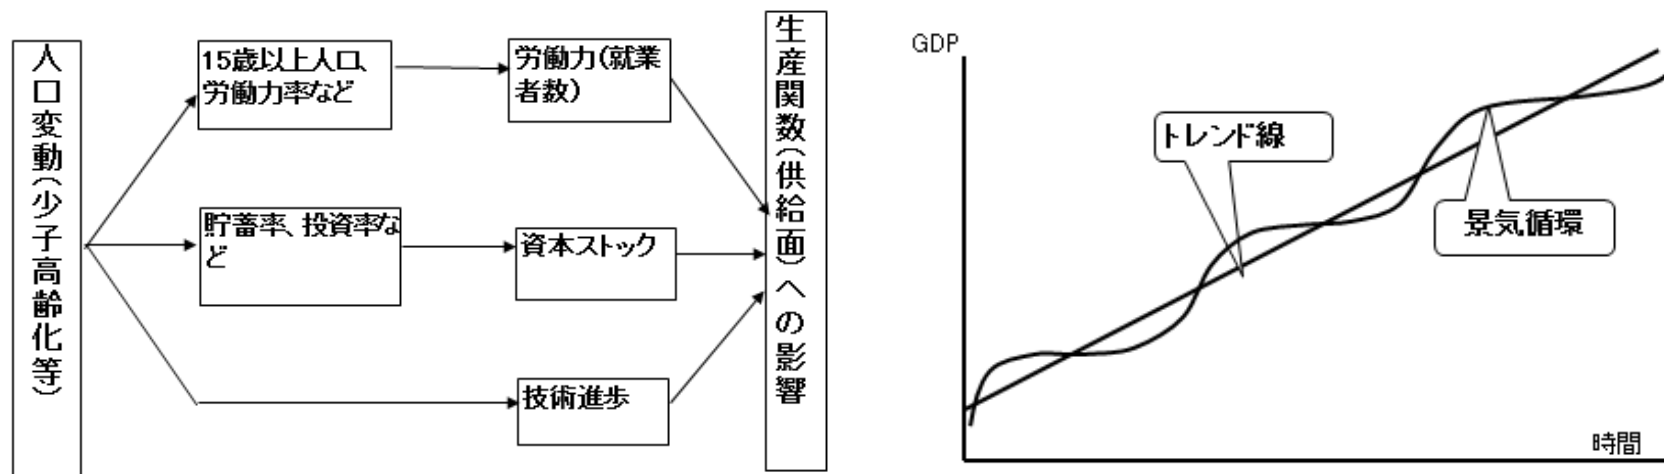 人口変動(少子高齢化等)
15歳以上人口、
労働力率など
労働力(就業
者数)
貯蓄率、投資率な
ど
資本ストック
技術進歩
生産関数(供給面)への影響
GDP
トレンド線
景気循環
時間